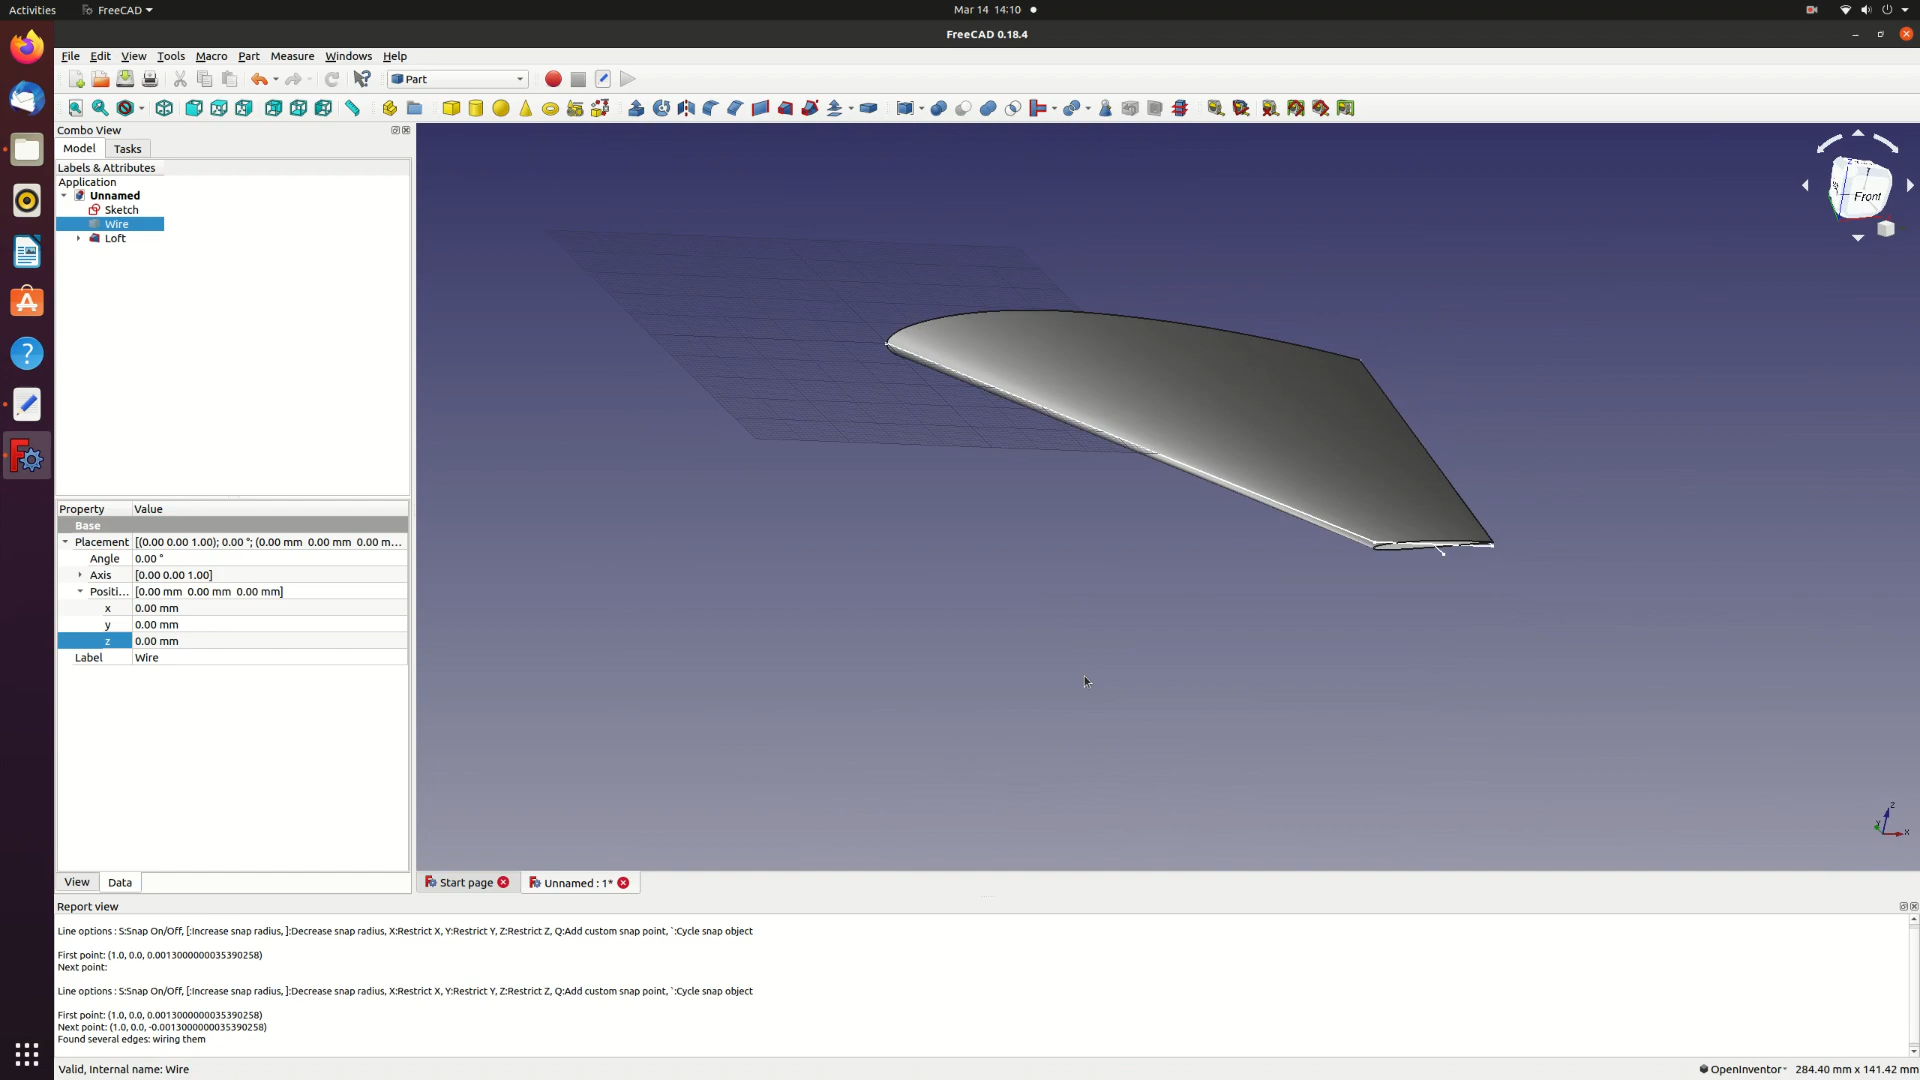 Activities FreeCAD Mar 14 14:10
FreeCAD 0.18.4
File Edit View Tools Macro Part Measure Windows Help
Part
Combo View
Model Tasks
Labels & Attributes
Application
Unnamed
Sketch
Wire
Loft
Front
Property Value
Base
Placement [(0.00 0.00 1.00); 0.00 °; (0.00 mm 0.00 mm 0.00 m...
Angle 0.00 °
Axis [0.00 0.00 1.00]
Positi... [0.00 mm 0.00 mm 0.00 mm]
x 0.00 mm
y 0.00 mm
z 0.00 mm
Label Wire
z
y x
View Data
Start page Unnamed : 1*
Report view
Line options : S:Snap On/Off, [:Increase snap radius, ]:Decrease snap radius, X:Restrict X, Y:Restrict Y, Z:Restrict Z, Q:Add custom snap point, `:Cycle snap object
First point: (1.0, 0.0, 0.0013000000035390258)
Next point:
Line options : S:Snap On/Off, [:Increase snap radius, ]:Decrease snap radius, X:Restrict X, Y:Restrict Y, Z:Restrict Z, Q:Add custom snap point, `:Cycle snap object
First point: (1.0, 0.0, 0.0013000000035390258)
Next point: (1.0, 0.0, -0.0013000000035390258)
Found several edges: wiring them
Valid, Internal name: Wire OpenInventor 284.40 mm x 141.42 mm